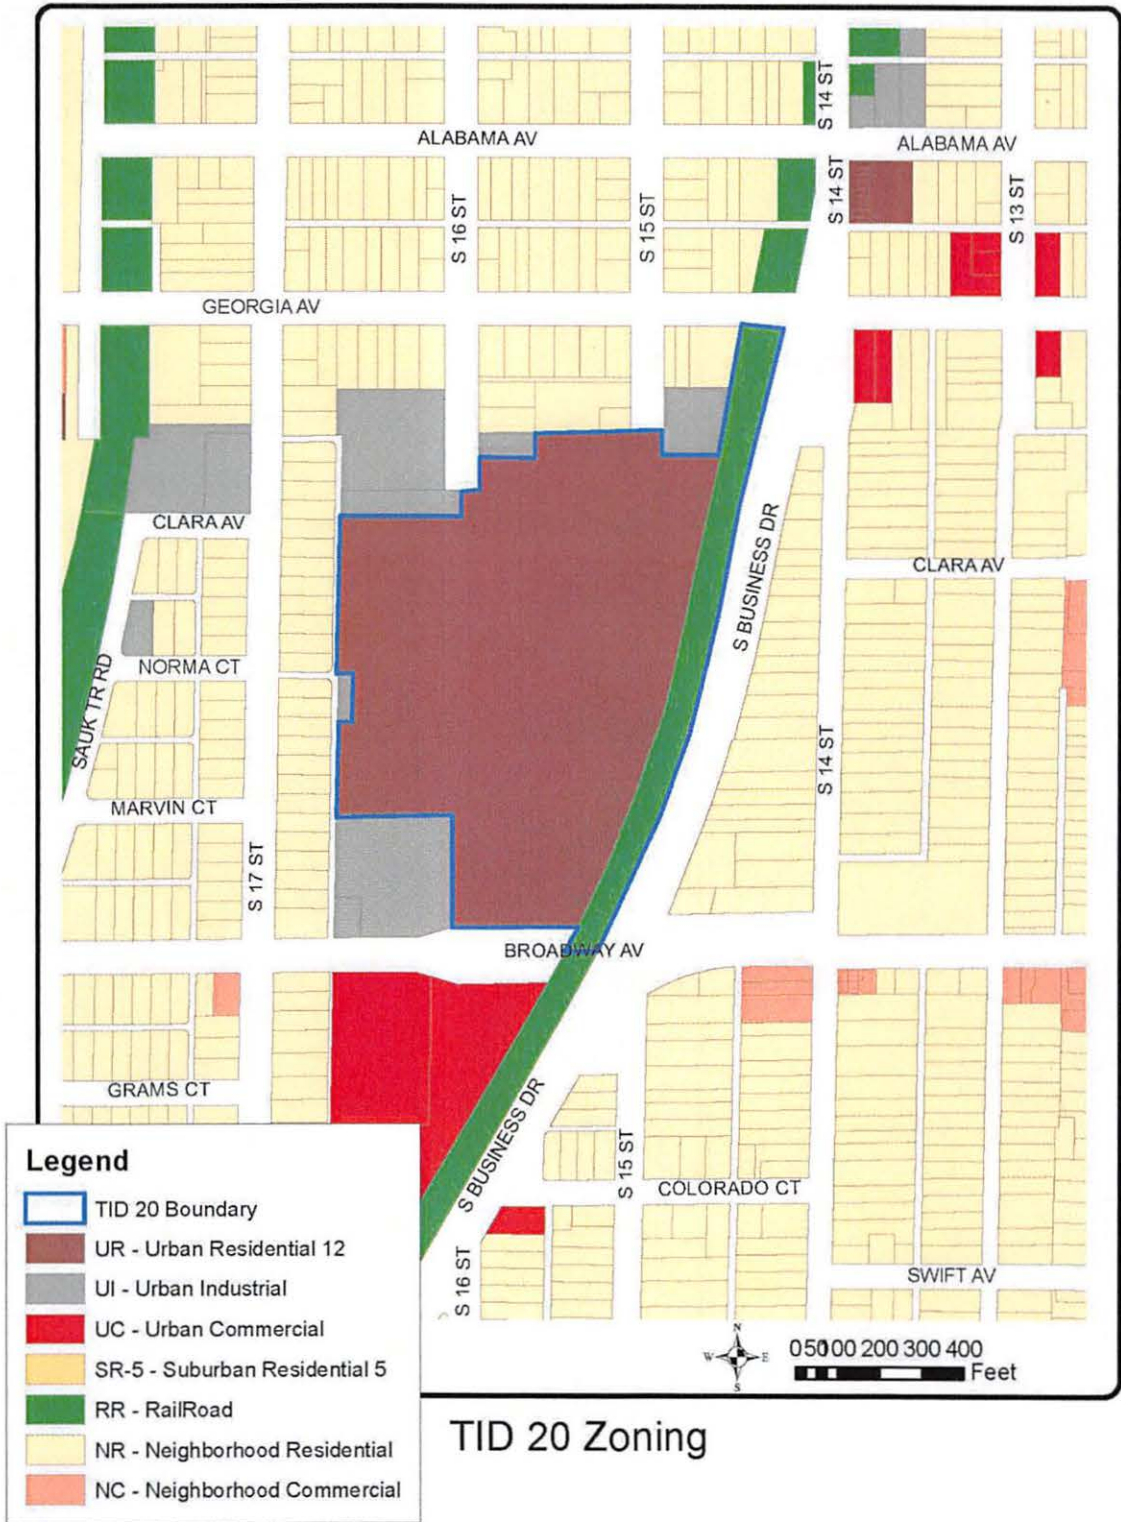 S 14 ST
ALABAMA AV
ALABAMA AV
S 16 ST
S 15 ST
S 14 ST
S 13 ST
GEORGIA AV
CLARA AV
S BUSINESS DR
CLARA AV
NORMA CT
SAUK TR RD
S 14 ST
MARVIN CT
S 17 ST
BROADWAY AV
GRAMS CT
S BUSINESS DR
S 15 ST
COLORADO CT
S 16 ST
SWIFT AV
N
W E
S
050100 200 300 400
Feet
Legend
TID 20 Boundary
UR - Urban Residential 12
UI - Urban Industrial
UC - Urban Commercial
SR-5 - Suburban Residential 5
RR - RailRoad
NR - Neighborhood Residential
NC - Neighborhood Commercial
TID 20 Zoning